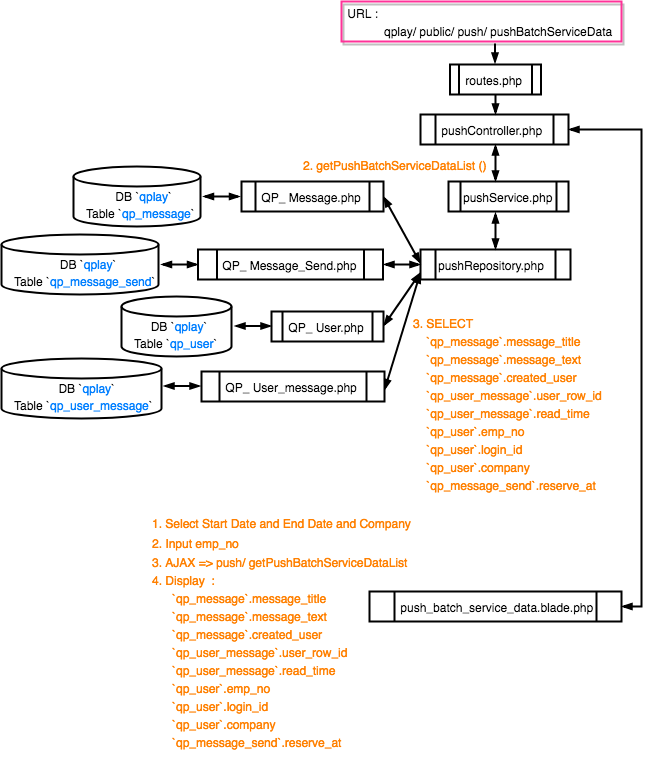 URL :
qplay/ public/ push/ pushBatchServiceData
routes.php
pushController.php
2. getPushBatchServiceDataList ()
pushService.php
DB `qplay`
Table `qp_message`
QP_ Message.php
DB `qplay`
Table `qp_message_send`
QP_ Message_Send.php
pushRepository.php
DB `qplay`
Table `qp_user`
QP_ User.php
DB `qplay`
Table `qp_user_message`
QP_ User_message.php
3. SELECT
`qp_message`.message_title
`qp_message`.message_text
`qp_message`.created_user
`qp_user_message`.user_row_id
`qp_user_message`.read_time
`qp_user`.emp_no
`qp_user`.login_id
`qp_user`.company
`qp_message_send`.reserve_at
1. Select Start Date and End Date and Company
2. Input emp_no
3. AJAX => push/ getPushBatchServiceDataList
4. Display :
`qp_message`.message_title
`qp_message`.message_text
`qp_message`.created_user
`qp_user_message`.user_row_id
`qp_user_message`.read_time
`qp_user`.emp_no
`qp_user`.login_id
`qp_user`.company
`qp_message_send`.reserve_at
push_batch_service_data.blade.php